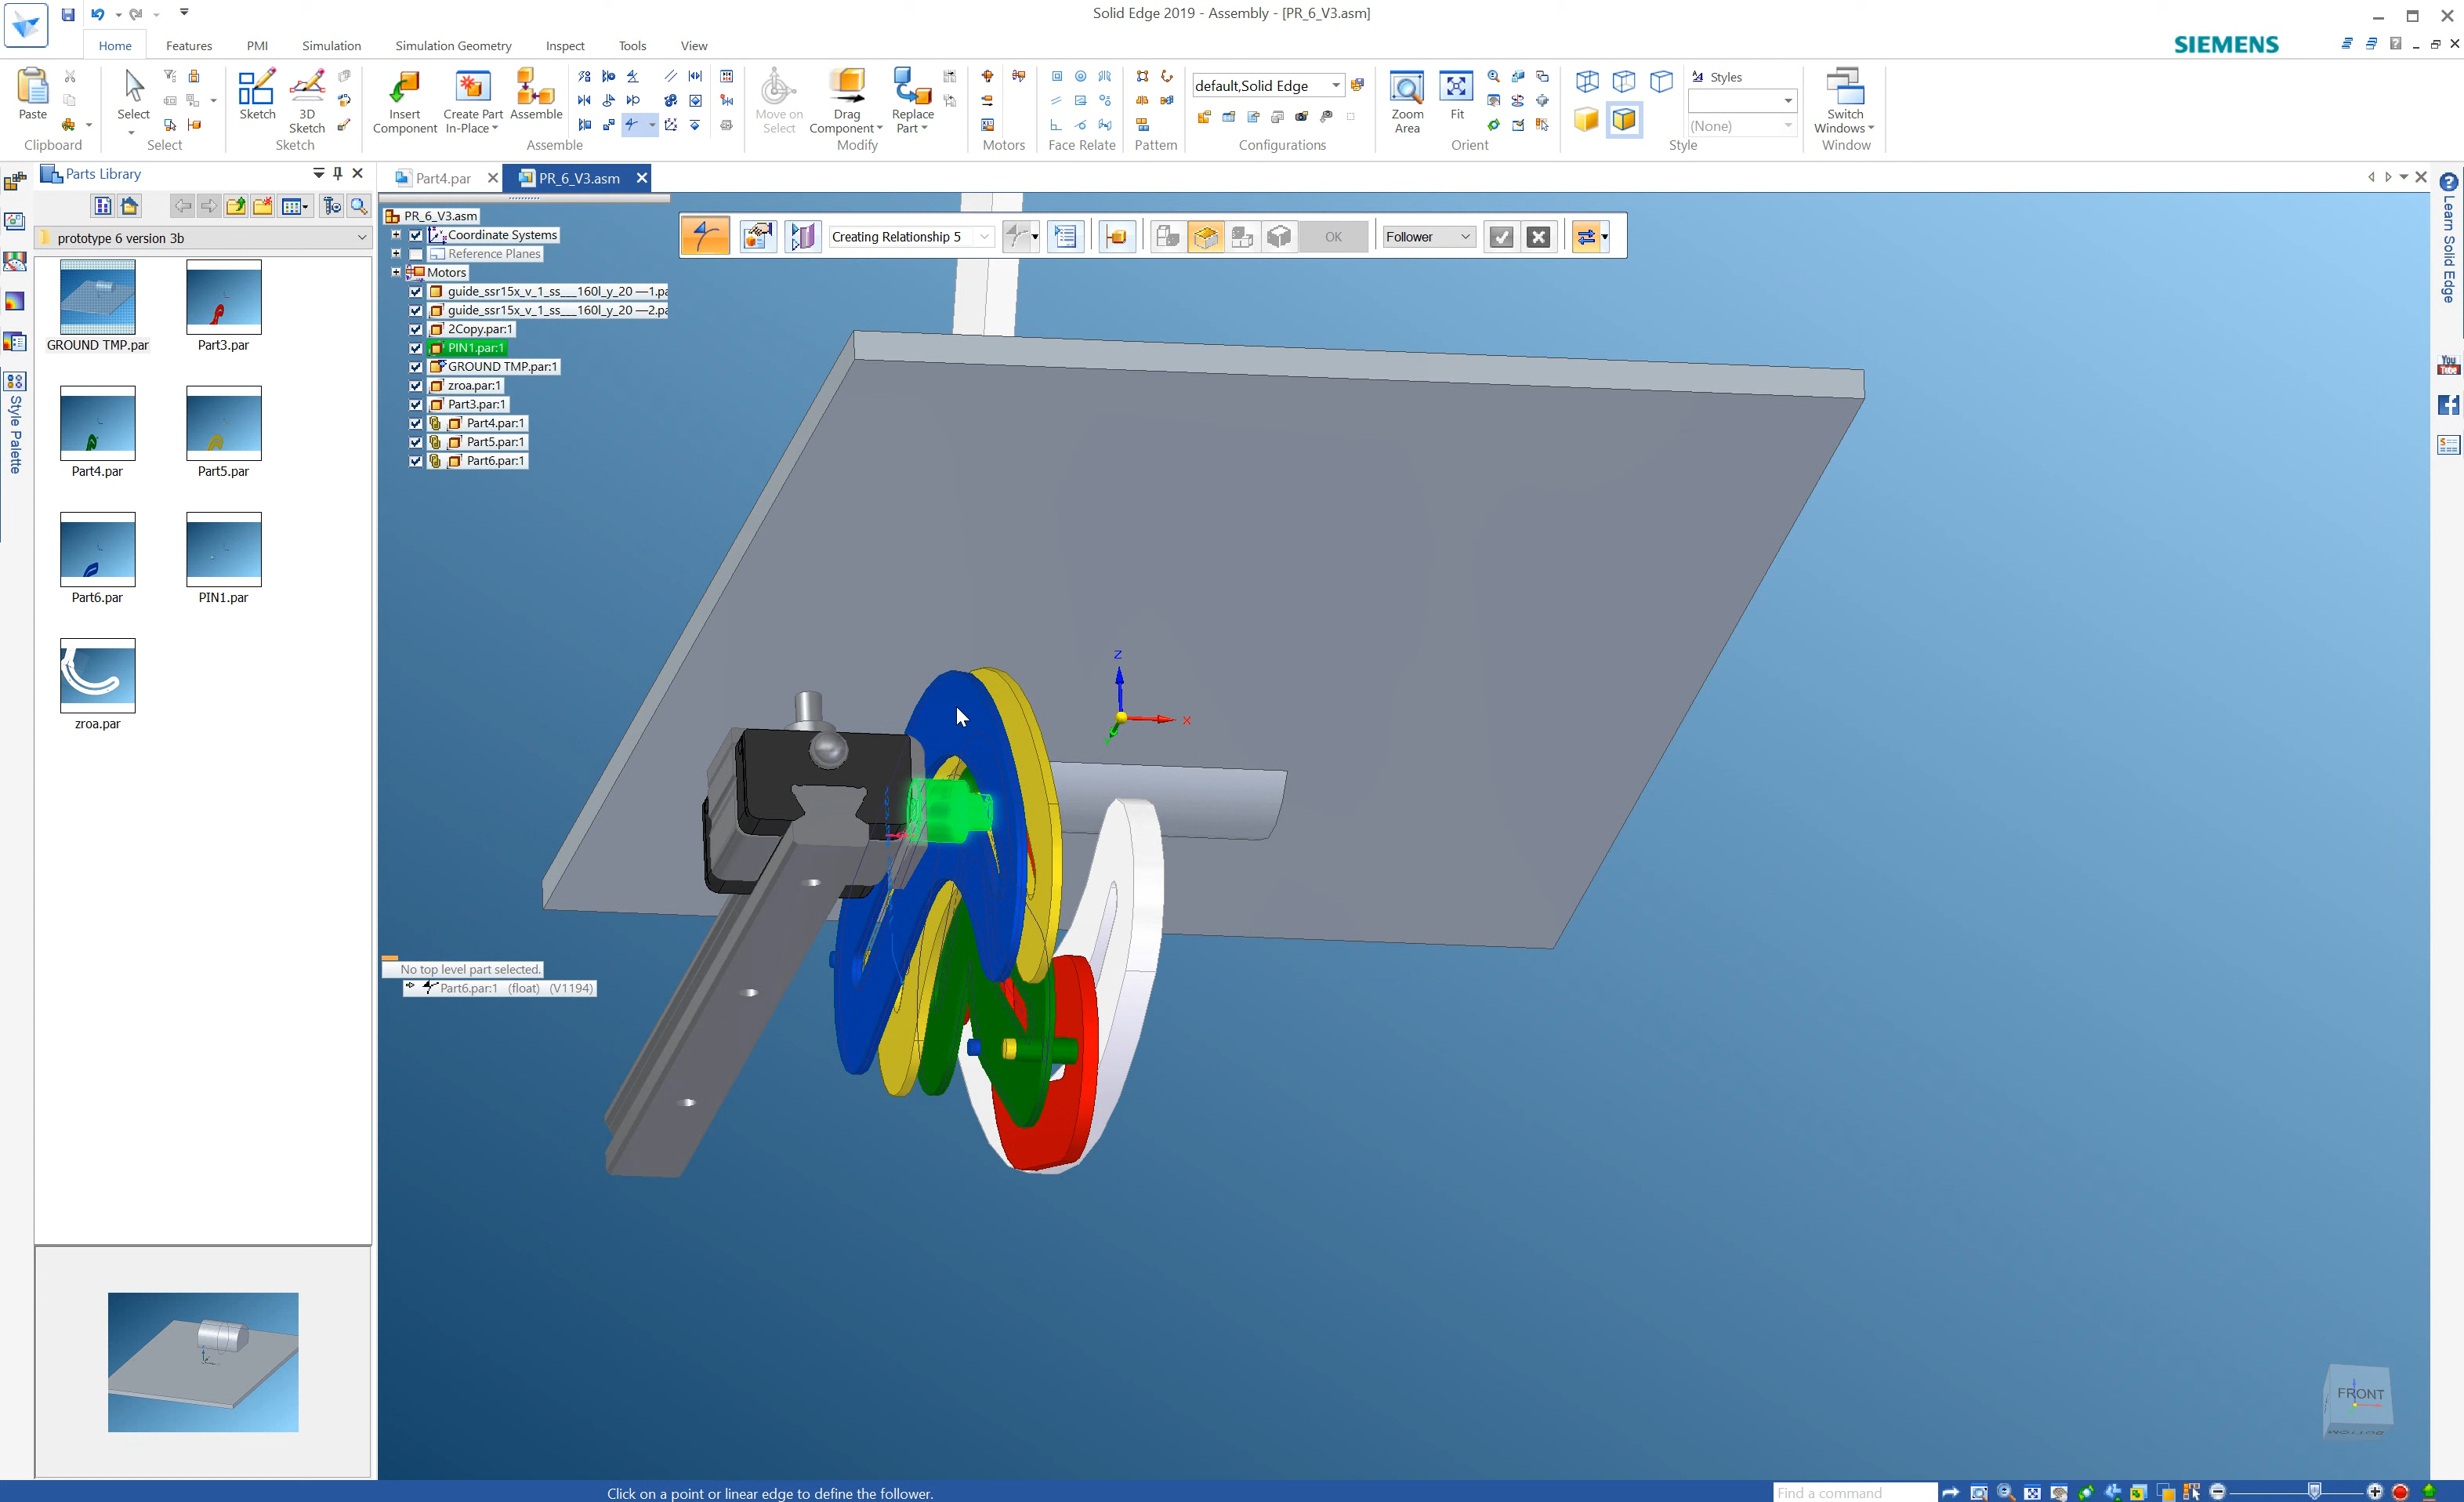 Solid Edge 2019 - Assembly - [PR_6_V3.asm]
Home Features PMI Simulation Simulation Geometry Inspect Tools View
SIEMENS
Paste
Select
Sketch
3D Sketch
Insert Component
Create Part In-Place
Assemble
Move on Select
Drag Component
Replace Part
default,Solid Edge
Zoom Area
Fit
Styles
(None)
Switch Windows
Clipboard Select Sketch Assemble Modify Motors Face Relate Pattern Configurations Orient Style Window
Parts Library
Part4.par
PR_6_V3.asm
prototype 6 version 3b
GROUND TMP.par
Part3.par
Part4.par
Part5.par
Part6.par
PIN1.par
zroa.par
Style Palette
PR_6_V3.asm
Coordinate Systems
Reference Planes
Motors
guide_ssr15x_v_1_ss___160l_y_20 —1.pa
guide_ssr15x_v_1_ss___160l_y_20 —2.pa
2Copy.par:1
PIN1.par:1
GROUND TMP.par:1
zroa.par:1
Part3.par:1
Part4.par:1
Part5.par:1
Part6.par:1
Creating Relationship 5
OK
Follower
Z
X
No top level part selected.
Part6.par:1 (float) (V1194)
Learn Solid Edge
You
Tube
FRONT
BOTTOM
Click on a point or linear edge to define the follower.
Find a command